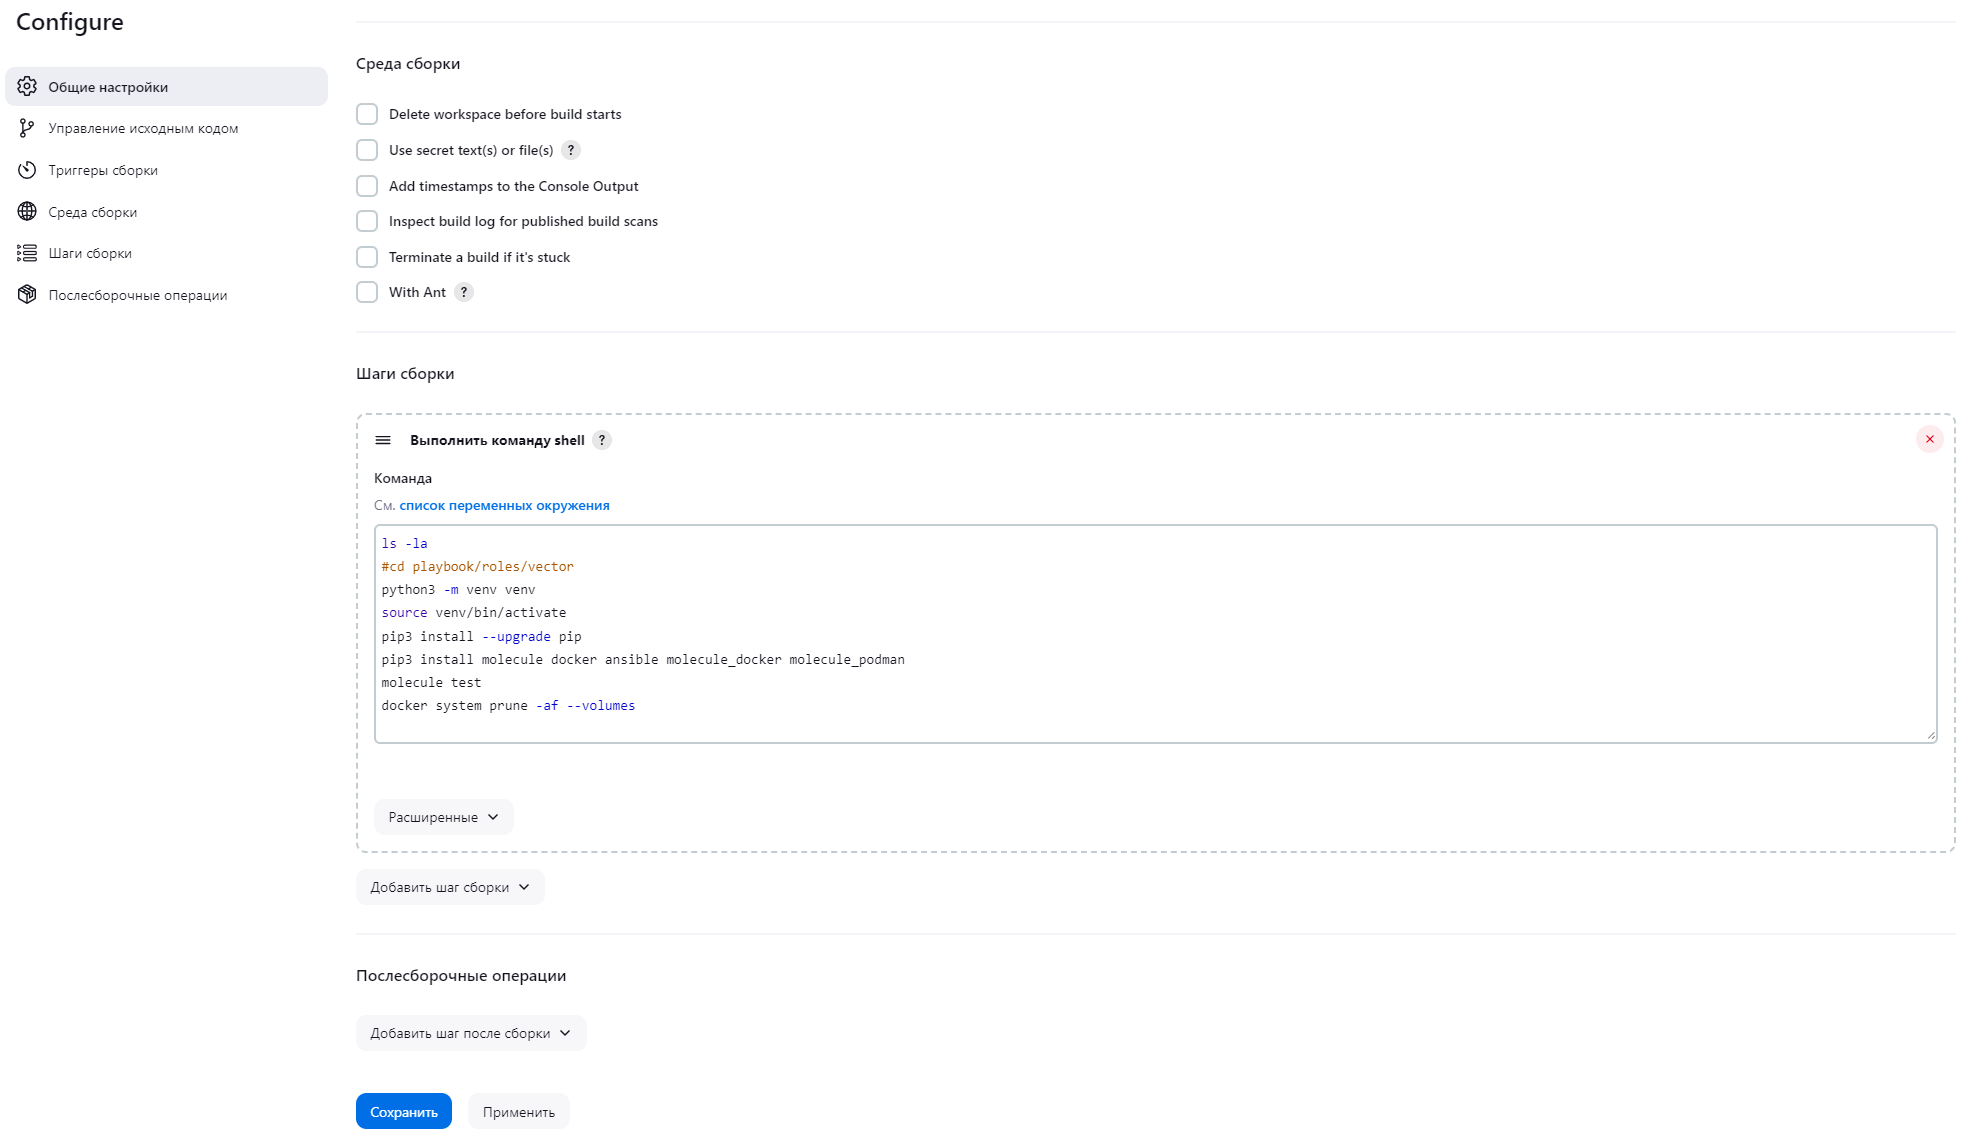 Configure
Общие настройки
Управление исходным кодом
Триггеры сборки
Среда сборки
Шаги сборки
Послесборочные операции
Среда сборки
Delete workspace before build starts
Use secret text(s) or file(s) ?
Add timestamps to the Console Output
Inspect build log for published build scans
Terminate a build if it's stuck
With Ant ?
Шаги сборки
Выполнить команду shell ?
Команда
См. список переменных окружения
ls -la
#cd playbook/roles/vector
python3 -m venv venv
source venv/bin/activate
pip3 install --upgrade pip
pip3 install molecule docker ansible molecule_docker molecule_podman
molecule test
docker system prune -af --volumes
Расширенные
Добавить шаг сборки
Послесборочные операции
Добавить шаг после сборки
Сохранить
Применить